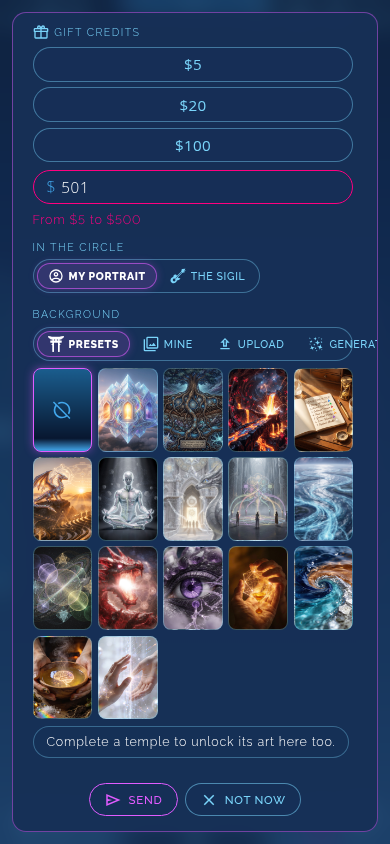 GIFT CREDITS
$5
$20
$100
$ 501
From $5 to $500
IN THE CIRCLE
MY PORTRAIT THE SIGIL
BACKGROUND
PRESETS MINE UPLOAD GENERAT
Complete a temple to unlock its art here too.
SEND NOT NOW